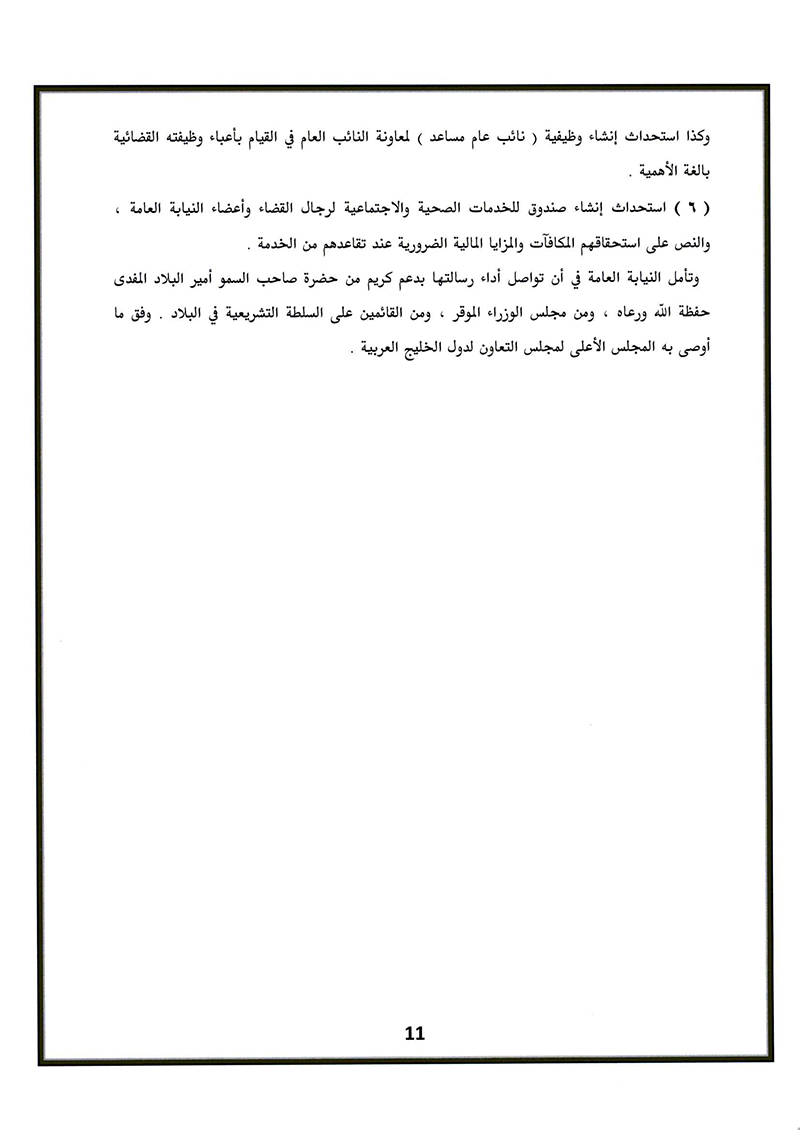 وكذا استحداث إنشاء وظيفية ( نائب عام مساعد ) لمعاونة النائب العام في القيام بأعباء وظيفته القضائية
بالغة الأهمية .
( ٦ ) استحداث إنشاء صندوق للخدمات الصحية والاجتماعية لرجال القضاء وأعضاء النيابة العامة ،
والنص على استحقاقهم المكافآت والمزايا المالية الضرورية عند تقاعدهم من الخدمة .
وتأمل النيابة العامة في أن تواصل أداء رسالتها بدعم كريم من حضرة صاحب السمو أمير البلاد المفدى
حفظة الله ورعاه ، ومن مجلس الوزراء الموقر ، ومن القائمين على السلطة التشريعية في البلاد . وفق ما
أوصى به المجلس الأعلى لمجلس التعاون لدول الخليج العربية .
11